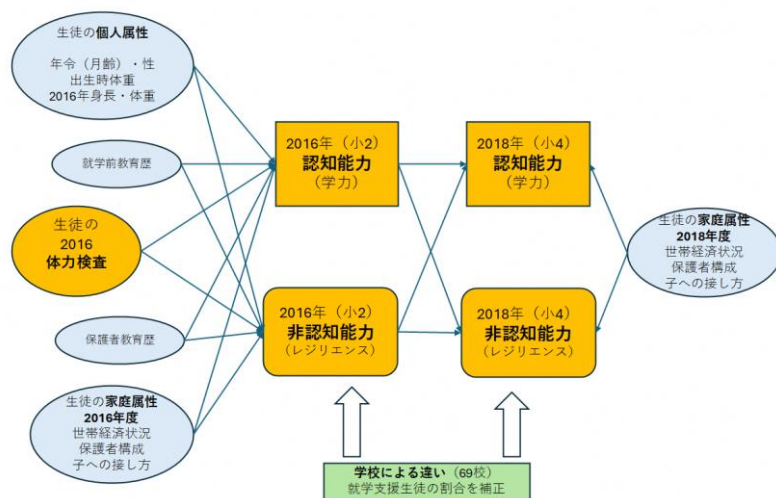 生徒の個人属性
年令（月齢）・性
出生時体重
2016年身長・体重
就学前教育歴
生徒の
2016
体力検査
保護者教育歴
生徒の家庭属性
2016年度
世帯経済状況
保護者構成
子への接し方
2016年（小2）
認知能力
（学力）
2016年（小2）
非認知能力
（レジリエンス）
2018年（小4）
認知能力
（学力）
2018年（小4）
非認知能力
（レジリエンス）
生徒の家庭属性
2018年度
世帯経済状況
保護者構成
子への接し方
学校による違い（69校）
就学支援生徒の割合を補正